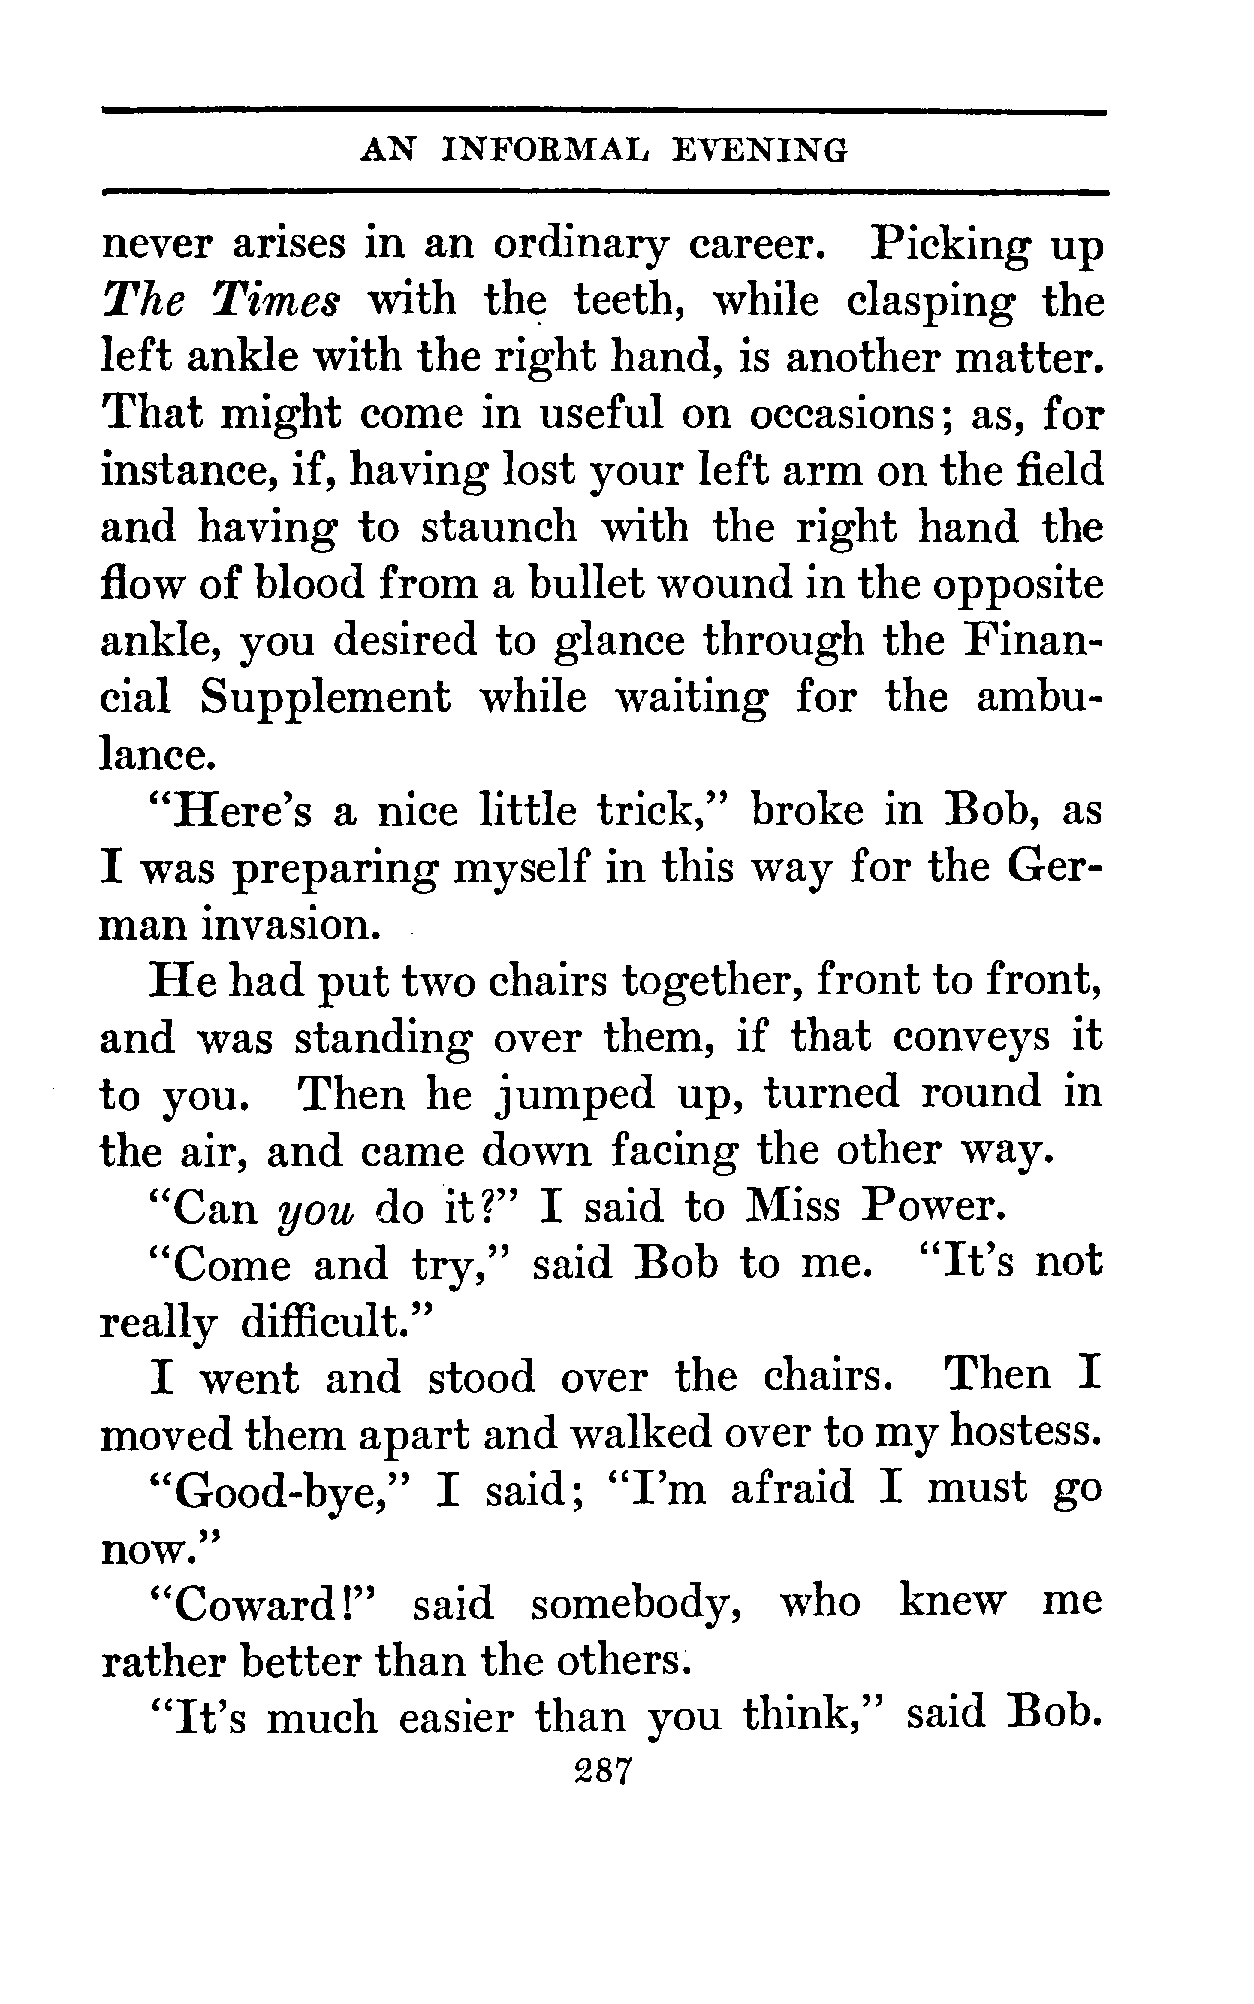 AN INFORMAL EVENING
never arises in an ordinary career. Picking up
The Times with the teeth, while clasping the
left ankle with the right hand, is another matter.
That might come in useful on occasions; as, for
instance, if, having lost your left arm on the field
and having to staunch with the right hand the
flow of blood from a bullet wound in the opposite
ankle, you desired to glance through the Finan-
cial Supplement while waiting for the ambu-
lance.
"Here's a nice little trick," broke in Bob, as
I was preparing myself in this way for the Ger-
man invasion.
He had put two chairs together, front to front,
and was standing over them, if that conveys it
to you. Then he jumped up, turned round in
the air, and came down facing the other way.
"Can you do it?" I said to Miss Power.
"Come and try," said Bob to me. "It's not
really difficult."
I went and stood over the chairs. Then I
moved them apart and walked over to my hostess.
"Good-bye," I said; "I'm afraid I must go
now."
"Coward!" said somebody, who knew me
rather better than the others.
"It's much easier than you think," said Bob.
287